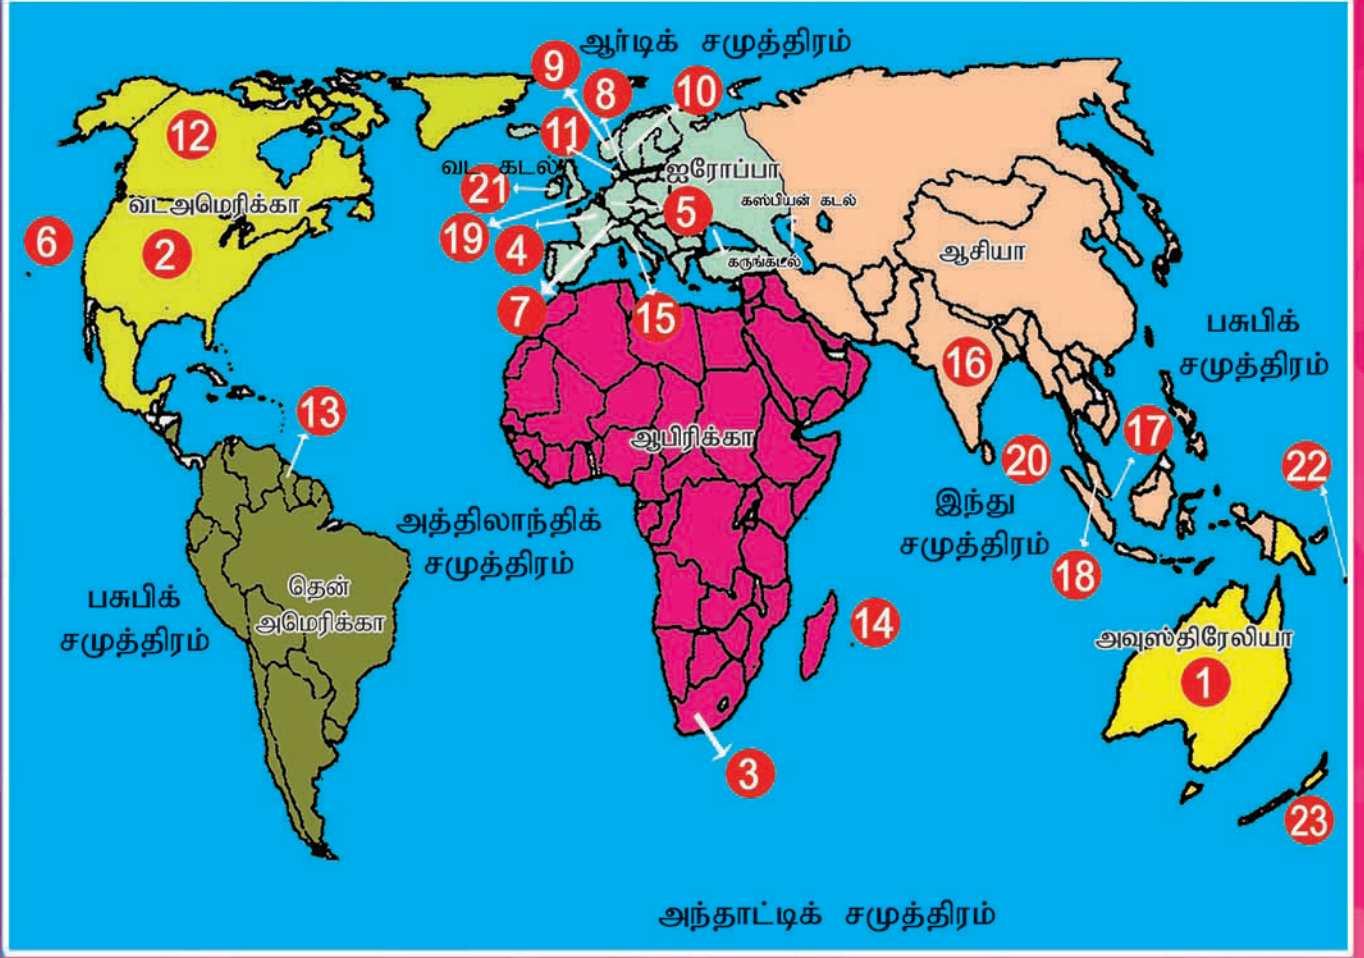 ஆர்டிக் சமுத்திரம்
9
8
10
11
12
வட கடல்
ஐரோப்பா
21
கஸ்பியன் கடல்
வடஅமெரிக்கா
5
6
19
4
2
ஆசியா
கருங்கடல்
7
15
பசுபிக்
சமுத்திரம்
16
13
ஆபிரிக்கா
17
20
22
இந்து
சமுத்திரம்
அத்திலாந்திக்
சமுத்திரம்
18
தென்
அமெரிக்கா
பசுபிக்
சமுத்திரம்
14
அவுஸ்திரேலியா
1
3
23
அந்தாட்டிக் சமுத்திரம்